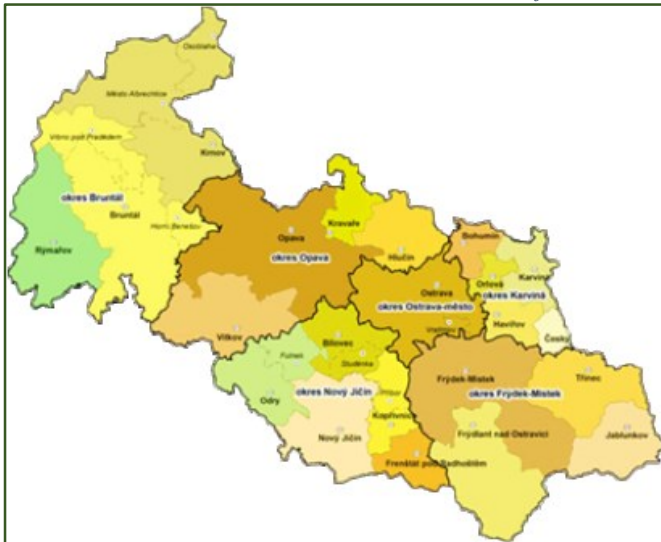 Osoblaha
Město Albrechtice
Vrbno pod Pradědem
Krnov
okres Bruntál
Bruntál
Horní Benešov
Rýmařov
Kravaře
Opava
okres Opava
Hlučín
Bohumín
Karviná
Orlová
okres Karviná
Ostrava
okres Ostrava-město
Havířov
Český
Vítkov
Bílovec
Studénka
Fulnek
Odry
okres Nový Jičín
Příbor
Kopřivnice
Nový Jičín
Frenštát pod Radhoštěm
Frýdek-Místek
okres Frýdek-Místek
Třinec
Frýdlant nad Ostravicí
Jablunkov